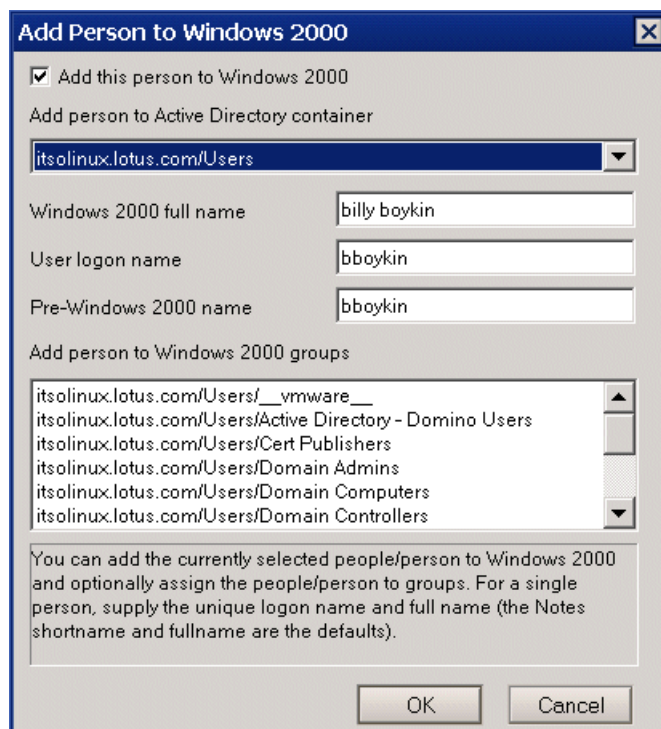 Add Person to Windows 2000
Add this person to Windows 2000
Add person to Active Directory container
itsolinux.lotus.com/Users
Windows 2000 full name
billy boykin
User logon name
bboykin
Pre-Windows 2000 name
bboykin
Add person to Windows 2000 groups
itsolinux.lotus.com/Users/__vmware__
itsolinux.lotus.com/Users/Active Directory - Domino Users
itsolinux.lotus.com/Users/Cert Publishers
itsolinux.lotus.com/Users/Domain Admins
itsolinux.lotus.com/Users/Domain Computers
itsolinux.lotus.com/Users/Domain Controllers
You can add the currently selected people/person to Windows 2000
and optionally assign the people/person to groups. For a single
person, supply the unique logon name and full name (the Notes
shortname and fullname are the defaults).
OK
Cancel